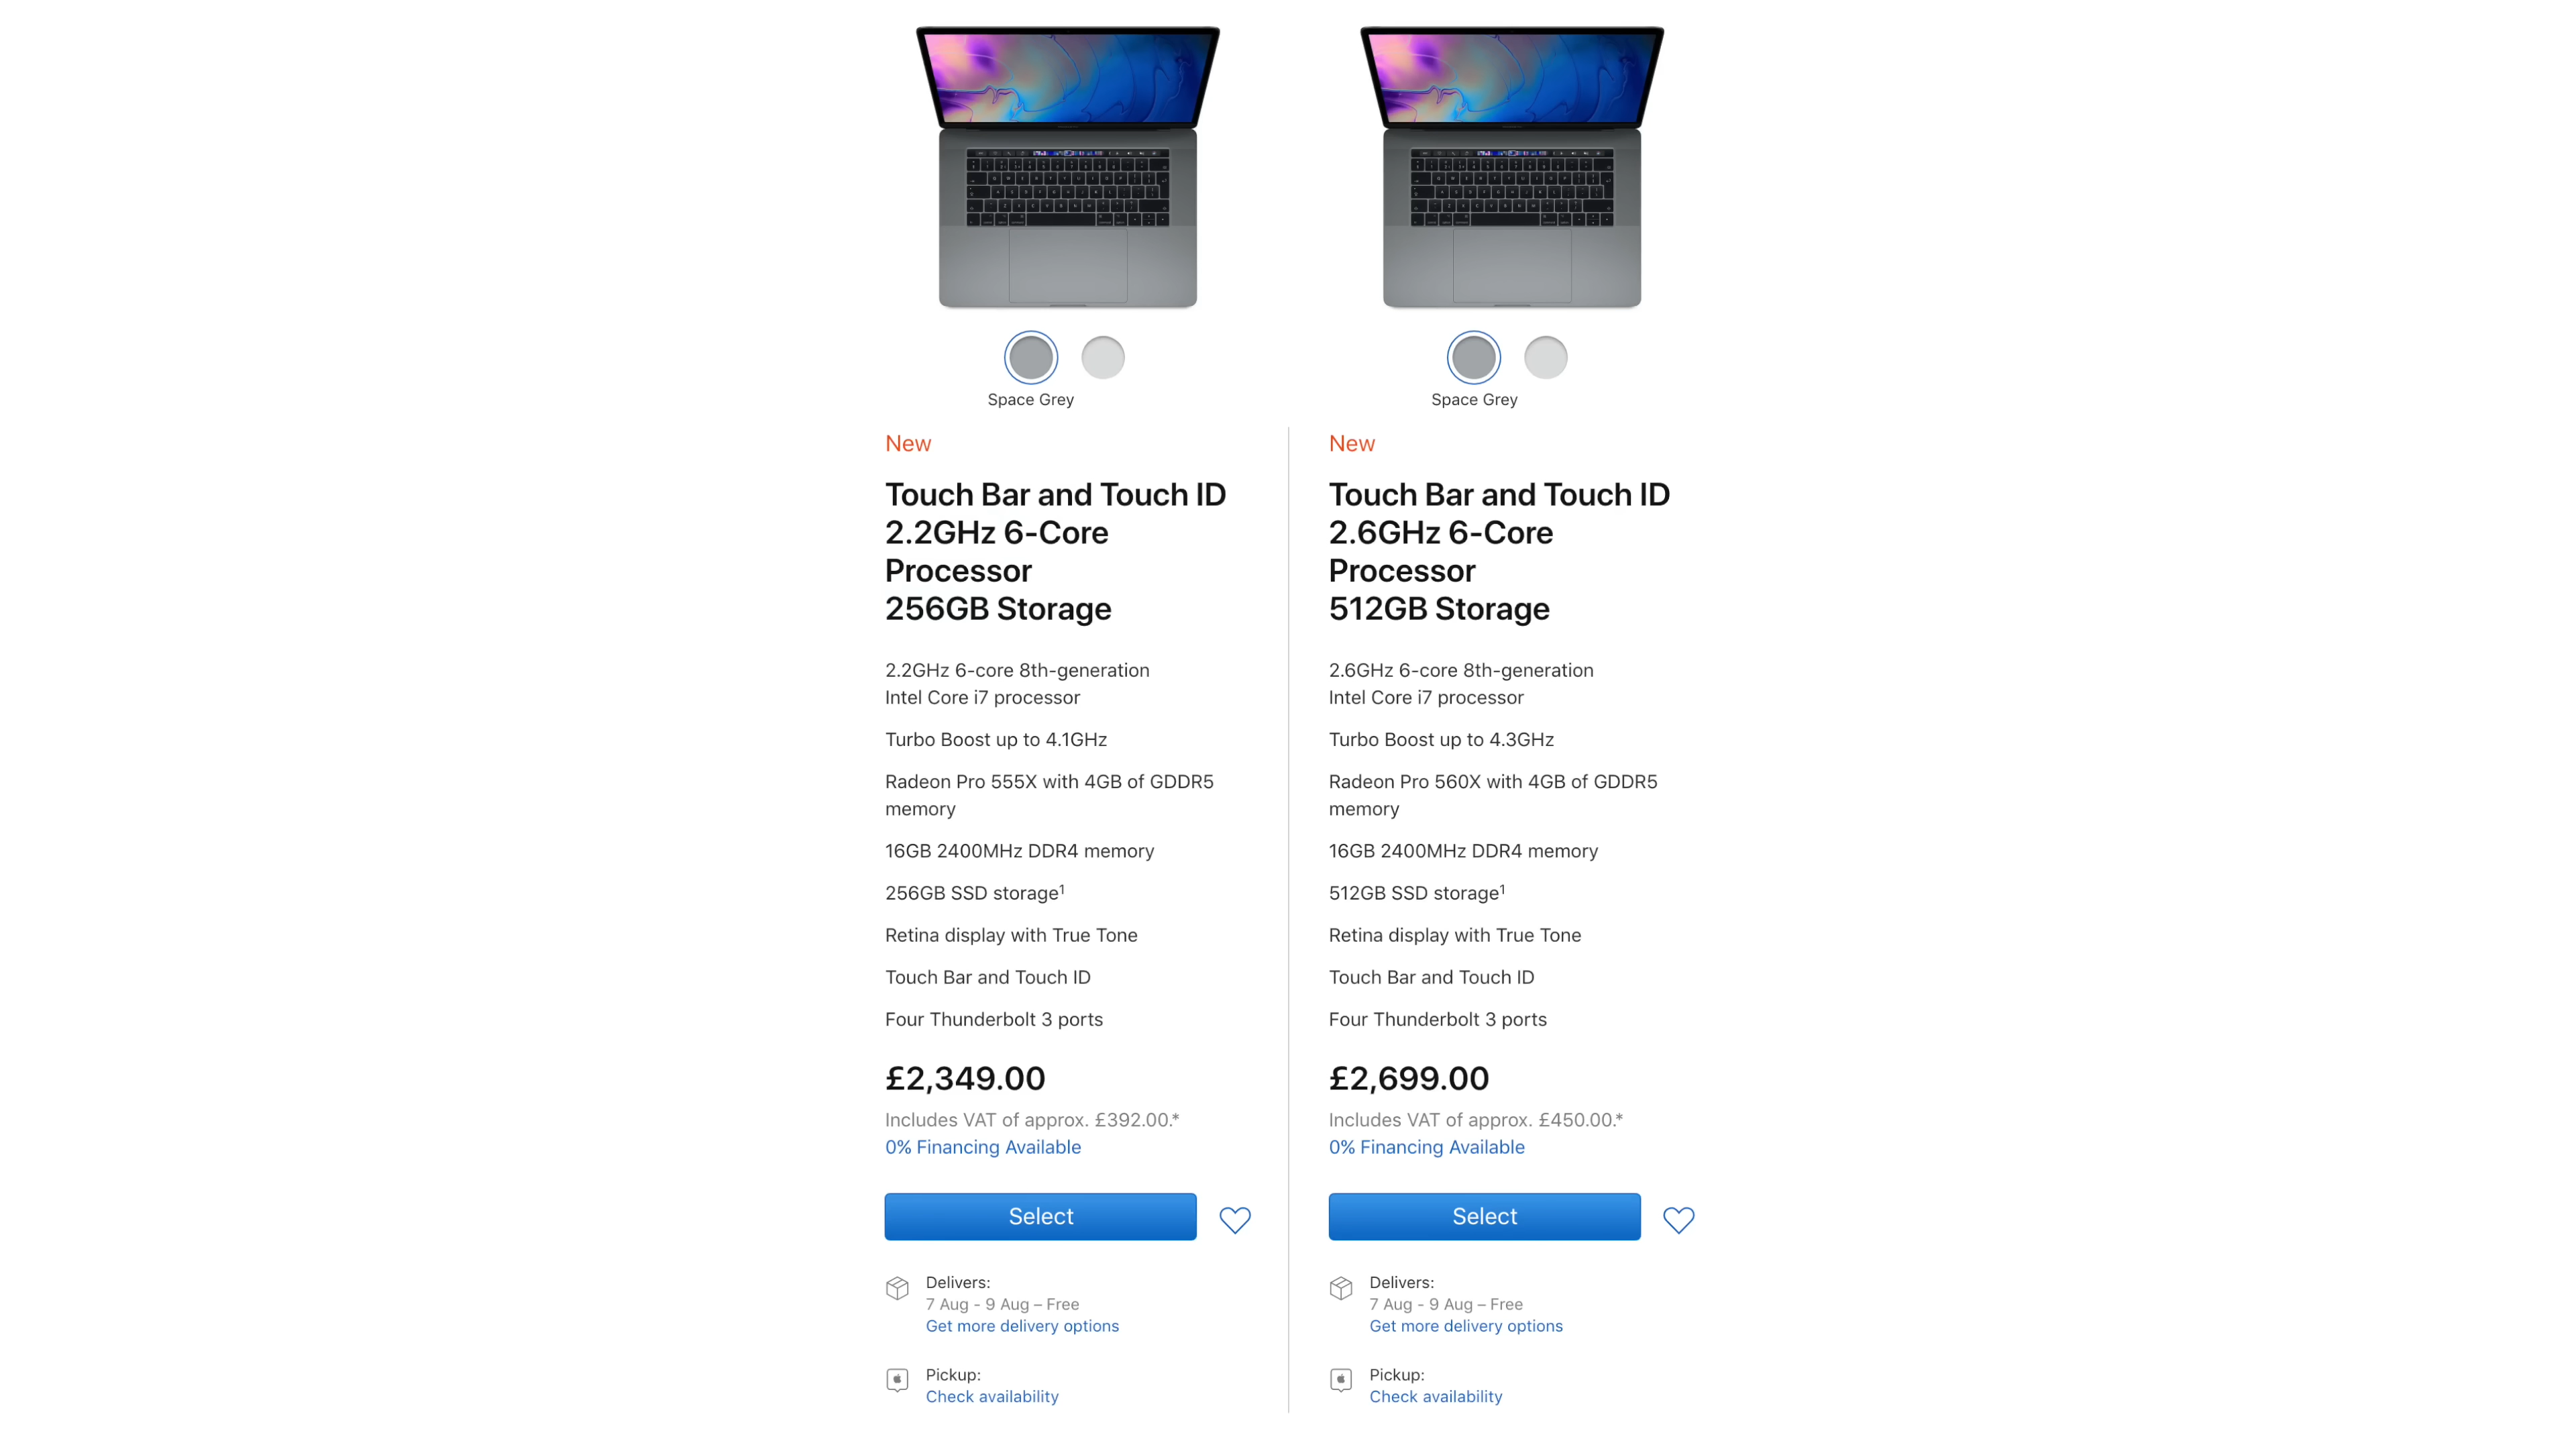 Space Grey
New
Touch Bar and Touch ID
2.2GHz 6-Core
Processor
256GB Storage
2.2GHz 6-core 8th-generation
Intel Core i7 processor
Turbo Boost up to 4.1GHz
Radeon Pro 555X with 4GB of GDDR5
memory
16GB 2400MHz DDR4 memory
256GB SSD storage¹
Retina display with True Tone
Touch Bar and Touch ID
Four Thunderbolt 3 ports
£2,349.00
Includes VAT of approx. £392.00.*
0% Financing Available
Select
Delivers:
7 Aug - 9 Aug – Free
Get more delivery options
Pickup:
Check availability
Space Grey
New
Touch Bar and Touch ID
2.6GHz 6-Core
Processor
512GB Storage
2.6GHz 6-core 8th-generation
Intel Core i7 processor
Turbo Boost up to 4.3GHz
Radeon Pro 560X with 4GB of GDDR5
memory
16GB 2400MHz DDR4 memory
512GB SSD storage¹
Retina display with True Tone
Touch Bar and Touch ID
Four Thunderbolt 3 ports
£2,699.00
Includes VAT of approx. £450.00.*
0% Financing Available
Select
Delivers:
7 Aug - 9 Aug – Free
Get more delivery options
Pickup:
Check availability